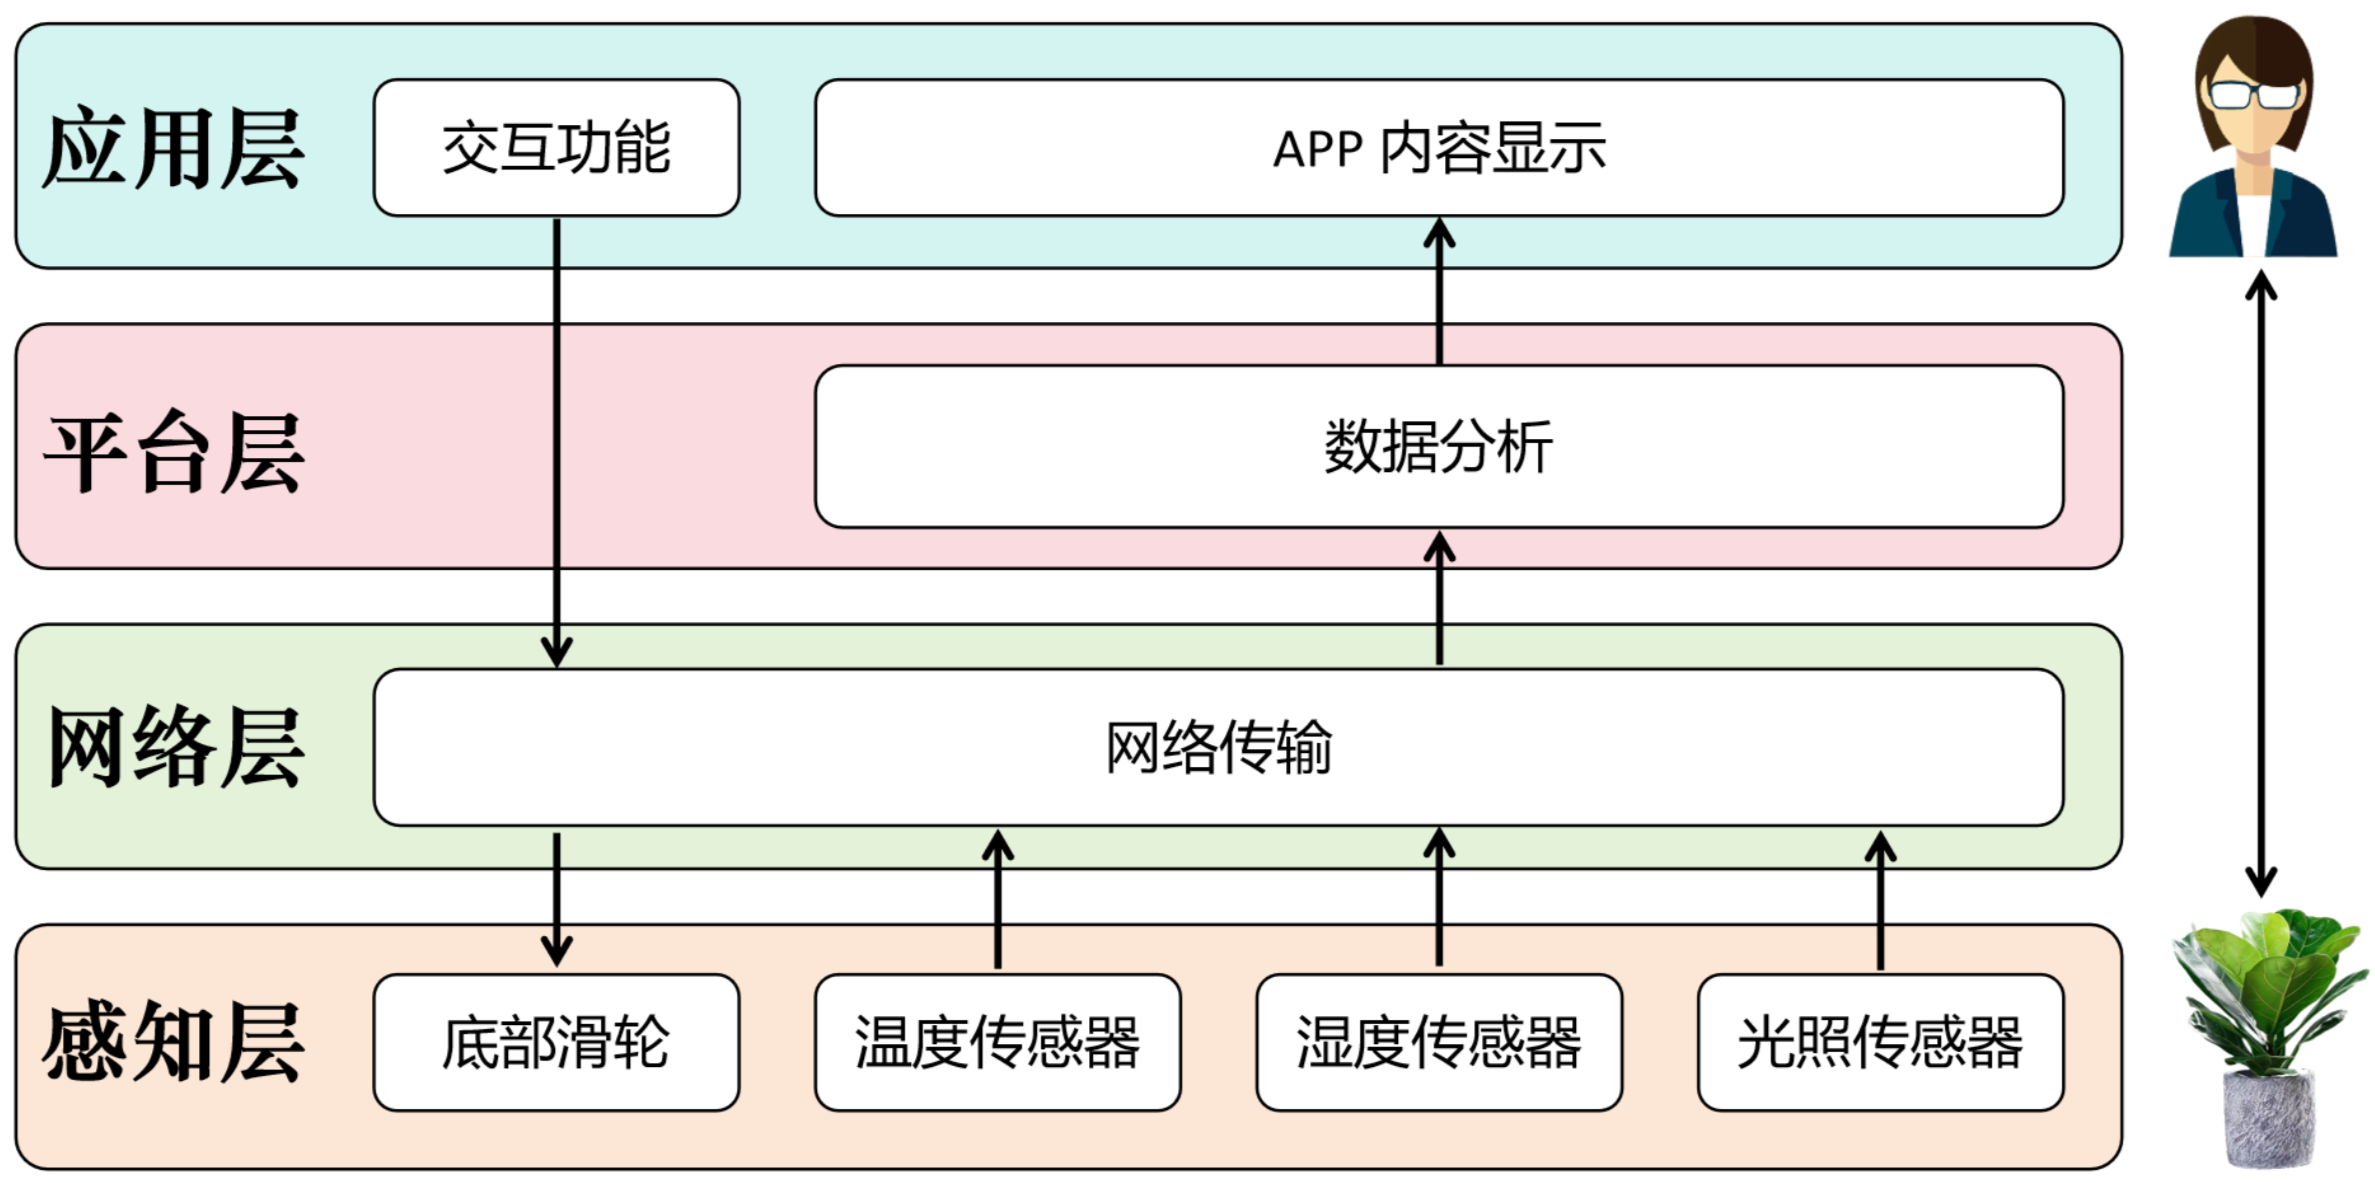 应用层
交互功能
APP 内容显示
平台层
数据分析
网络层
网络传输
感知层
底部滑轮
温度传感器
湿度传感器
光照传感器